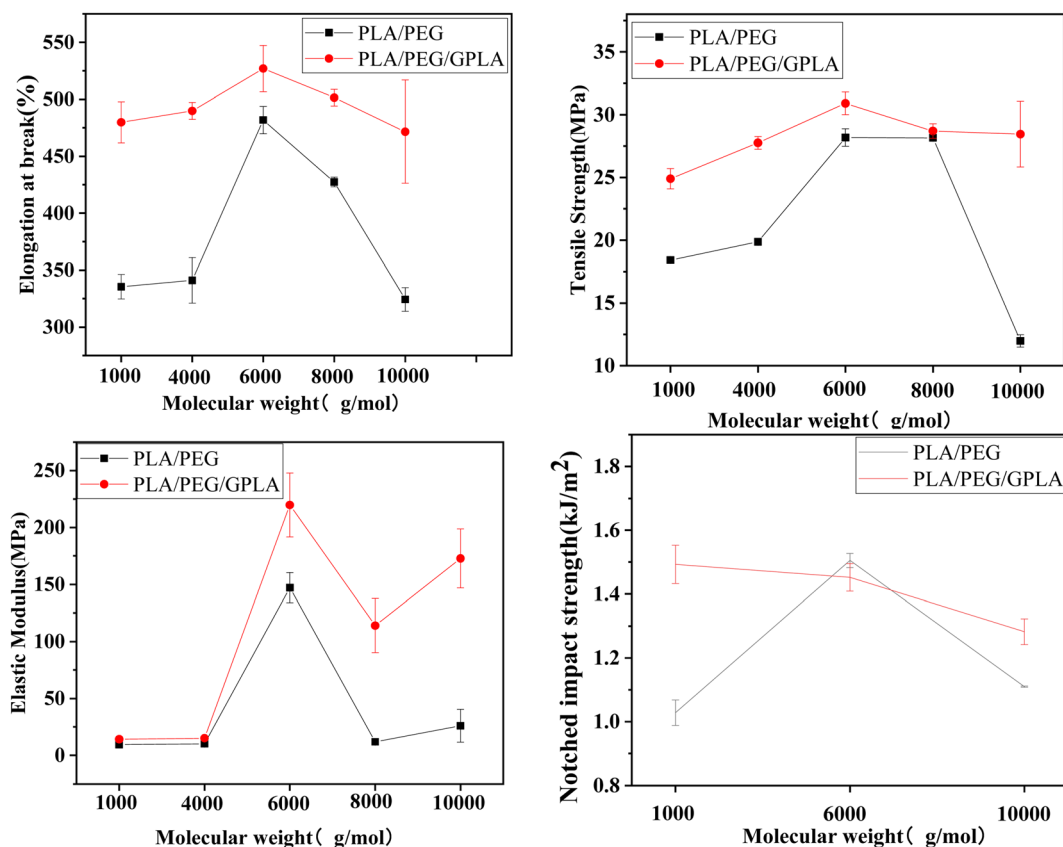 PLA/PEG
PLA/PEG/GPLA
Elongation at break(%)
550
500
450
400
350
300
1000 4000 6000 8000 10000
Molecular weight( g/mol)
PLA/PEG
PLA/PEG/GPLA
Tensile Strength(MPa)
35
30
25
20
15
10
1000 4000 6000 8000 10000
Molecular weight( g/mol)
PLA/PEG
PLA/PEG/GPLA
Elastic Modulus(MPa)
250
200
150
100
50
0
1000 4000 6000 8000 10000
Molecular weight( g/mol)
PLA/PEG
PLA/PEG/GPLA
Notched impact strength(kJ/m²)
1.8
1.6
1.4
1.2
1.0
0.8
1000 6000 10000
Molecular weight( g/mol)